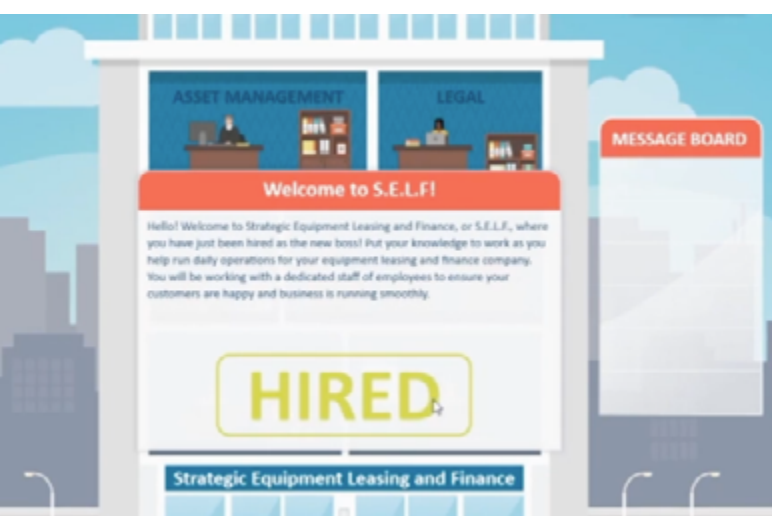 ASSET MANAGEMENT
LEGAL
MESSAGE BOARD
Welcome to S.E.L.F!
Hello! Welcome to Strategic Equipment Leasing and Finance, or S.E.L.F., where
you have just been hired as the new boss! Put your knowledge to work as you
help run daily operations for your equipment leasing and finance company.
You will be working with a dedicated staff of employees to ensure your
customers are happy and business is running smoothly.
HIRED
Strategic Equipment Leasing and Finance